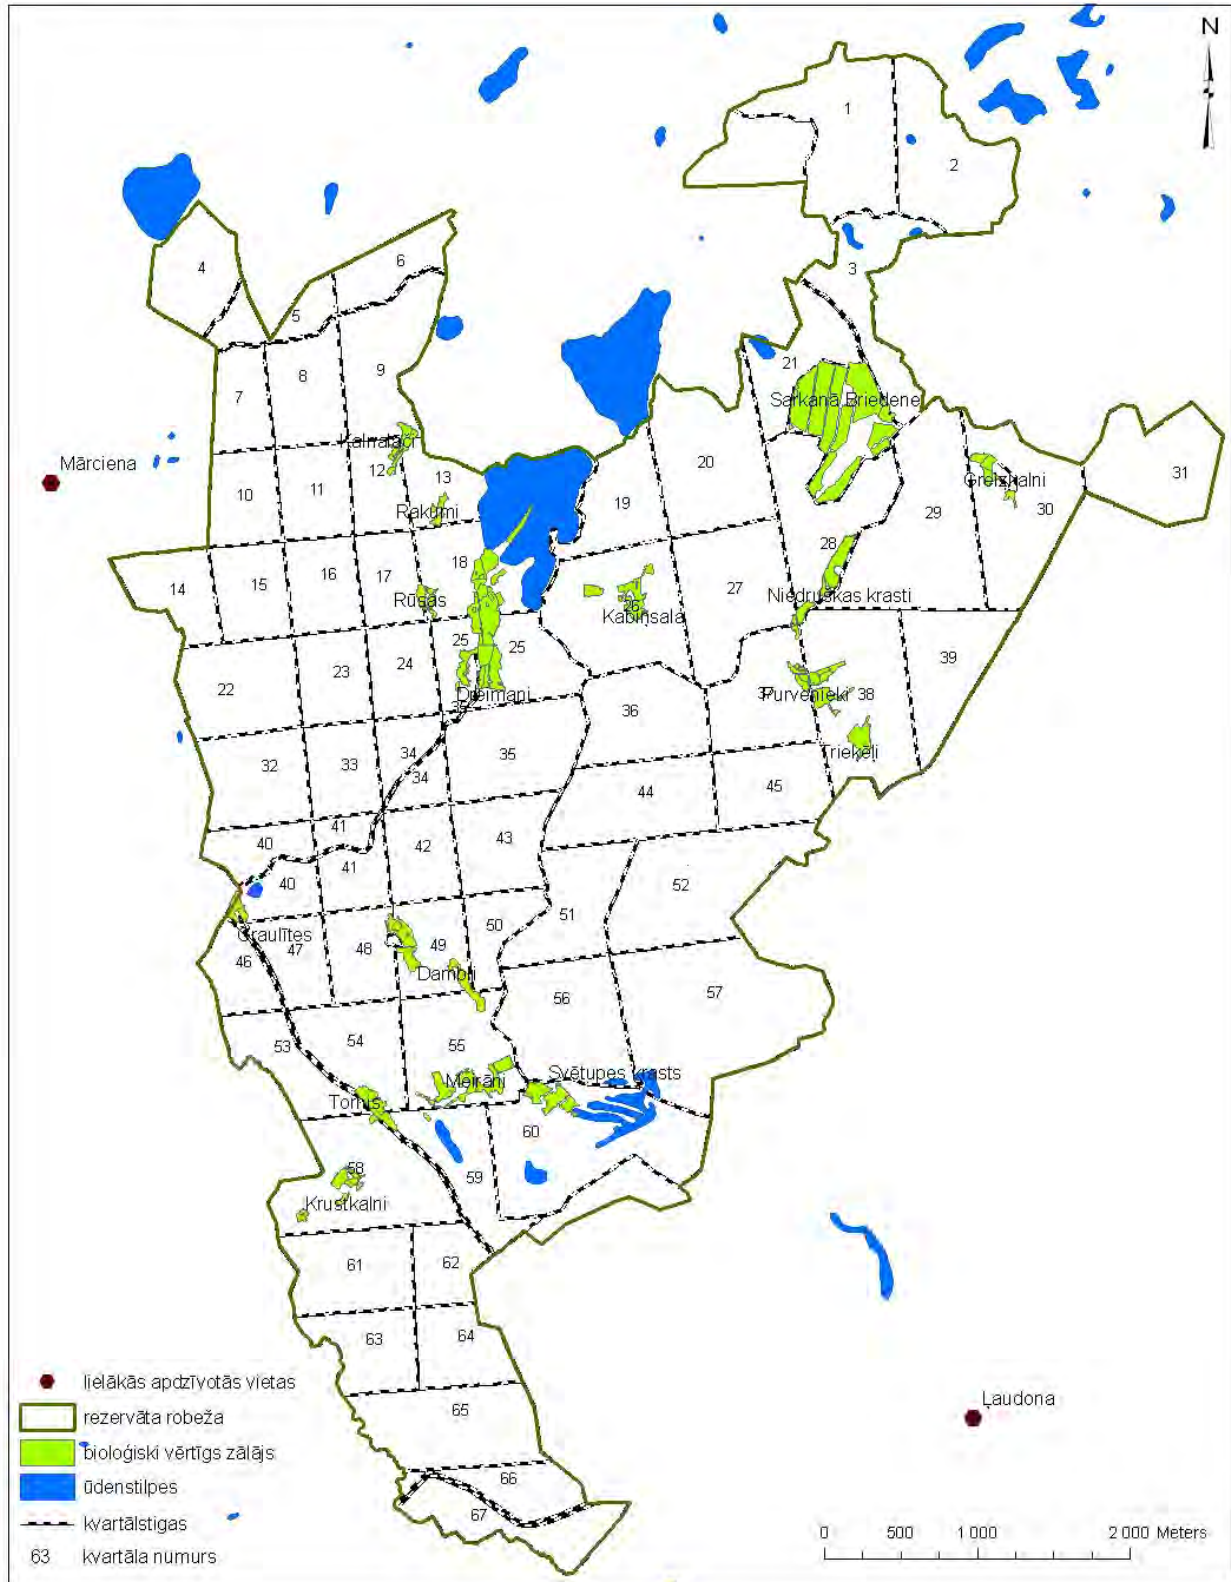 N
1
2
3
4
5
6
7
8
9
21
Sarkanā Briedene
Kalnalāči
Mārciena
10
11
12
13
19
20
Greizkalni
31
30
29
Rakumi
14
15
16
17
18
28
27
Rūsas
26
Kabiņsala
Niedruškas krasti
22
23
24
25
25
39
Dreimaņi
35
36
37
Purvenieki
38
Triekēļi
32
33
34
34
35
44
45
40
41
42
43
40
41
52
51
Graulītes
46
47
48
49
50
Dambļi
56
57
53
54
55
Meirāni
Svētupes krasts
Tornis
60
58
59
Krustkalni
61
62
63
64
65
66
67
Ļaudona
lielākās apdzīvotās vietas
rezervāta robeža
bioloģiski vērtīgs zālājs
ūdenstilpes
kvartālstigas
63 kvartāla numurs
0 500 1 000 2 000 Meters